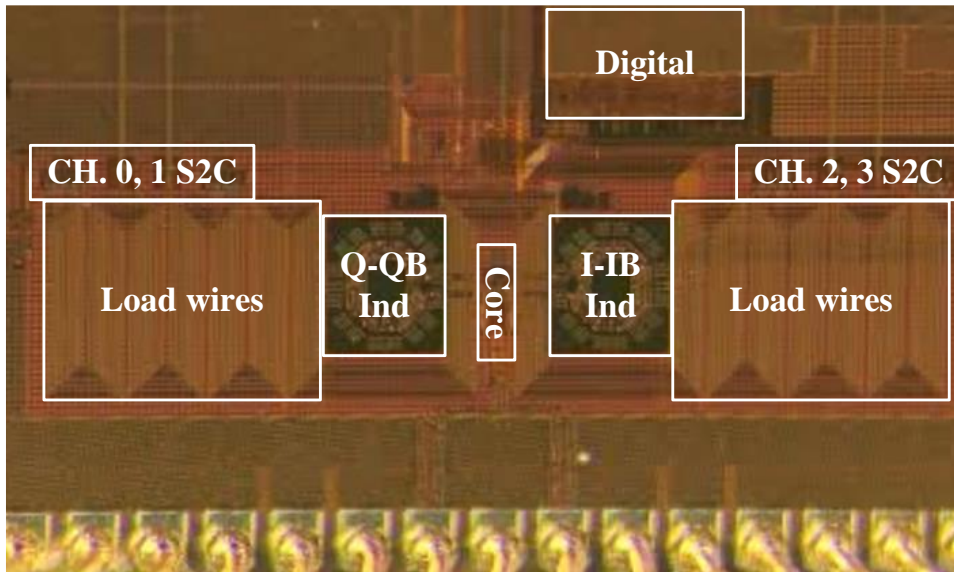 Digital
CH. 0, 1 S2C
CH. 2, 3 S2C
Load wires
Q-QB
Ind
Core
I-IB
Ind
Load wires